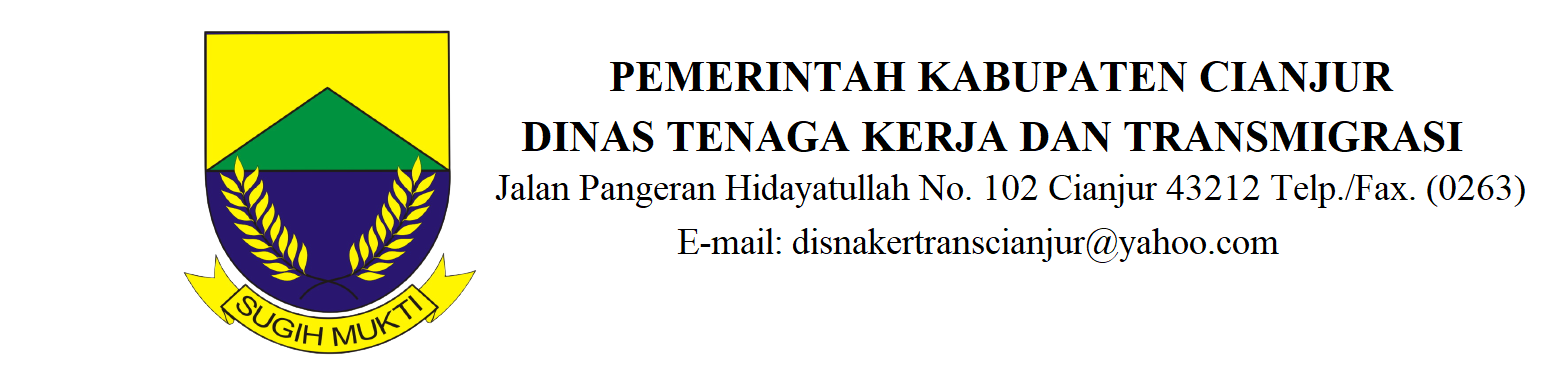 PEMERINTAH KABUPATEN CIANJUR
DINAS TENAGA KERJA DAN TRANSMIGRASI
Jalan Pangeran Hidayatullah No. 102 Cianjur 43212 Telp./Fax. (0263)
E-mail: disnakertranscianjur@yahoo.com
SUGIH MUKTI